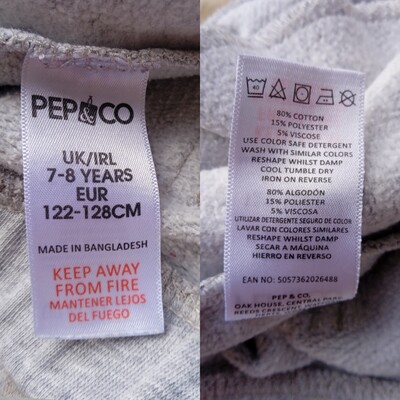 PEP&CO
UK/IRL
7-8 YEARS
EUR
122-128CM
MADE IN BANGLADESH
KEEP AWAY
FROM FIRE
MANTENER LEJOS
DEL FUEGO
40
80% COTTON
15% POLYESTER
5% VISCOSE
USE COLOR SAFE DETERGENT
WASH WITH SIMILAR COLORS
RESHAPE WHILST DAMP
COOL TUMBLE DRY
IRON ON REVERSE
80% ALGODÓN
15% POLIESTER
5% VISCOSA
UTILIZAR DETERGENTE SEGURO DE COLOR
LAVAR CON COLORES SIMILARES
RESHAPE WHILST DAMP
SECAR A MÁQUINA
HIERRO EN REVERSO
EAN NO: 5057362026488
PEP & CO,
OAK HOUSE, CENTRAL PARK
REEDS CRESCENT